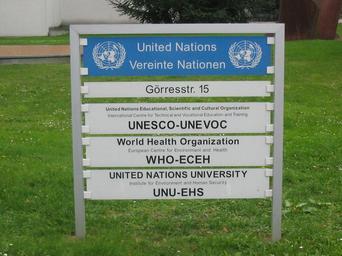 United Nations
Vereinte Nationen
Görresstr. 15
United Nations Educational, Scientific and Cultural Organization
International Centre for Technical and Vocational Education and Training
UNESCO-UNEVOC
World Health Organization
European Centre for Environment and Health
WHO-ECEH
UNITED NATIONS UNIVERSITY
Institute for Environment and Human Security
UNU-EHS